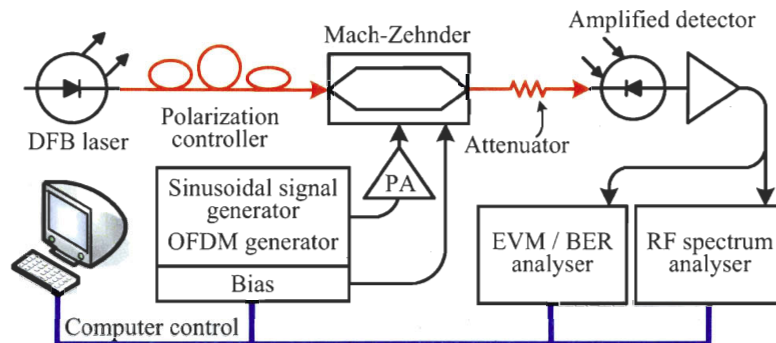 Mach-Zehnder
Amplified detector
DFB laser
Polarization
controller
Attenuator
PA
Sinusoidal signal
generator
OFDM generator
Bias
EVM / BER
analyser
RF spectrum
analyser
Computer control